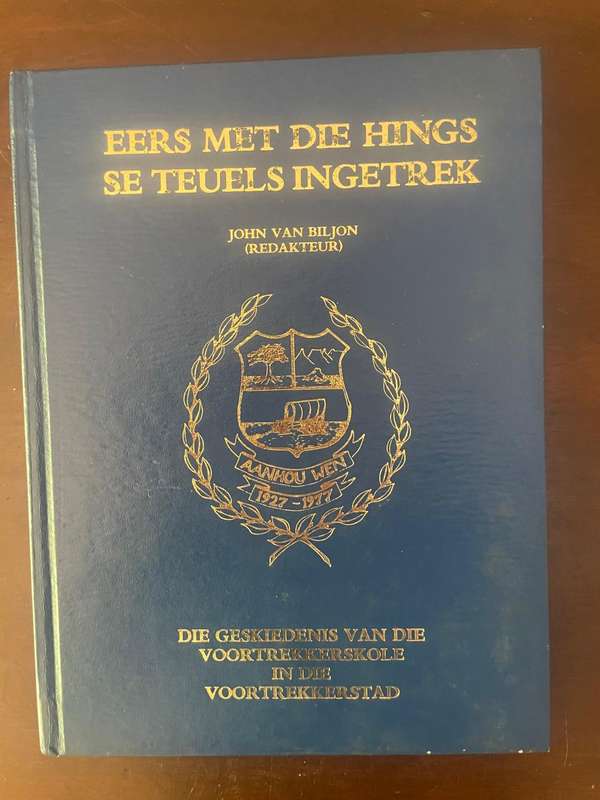 EERS MET DIE HINGS
SE TEUELS INGETREK
JOHN VAN BILJON
(REDAKTEUR)
AANHOU WEN
1927-1977
DIE GESKIEDENIS VAN DIE
VOORTREKKERSKOLE
IN DIE
VOORTREKKERSTAD